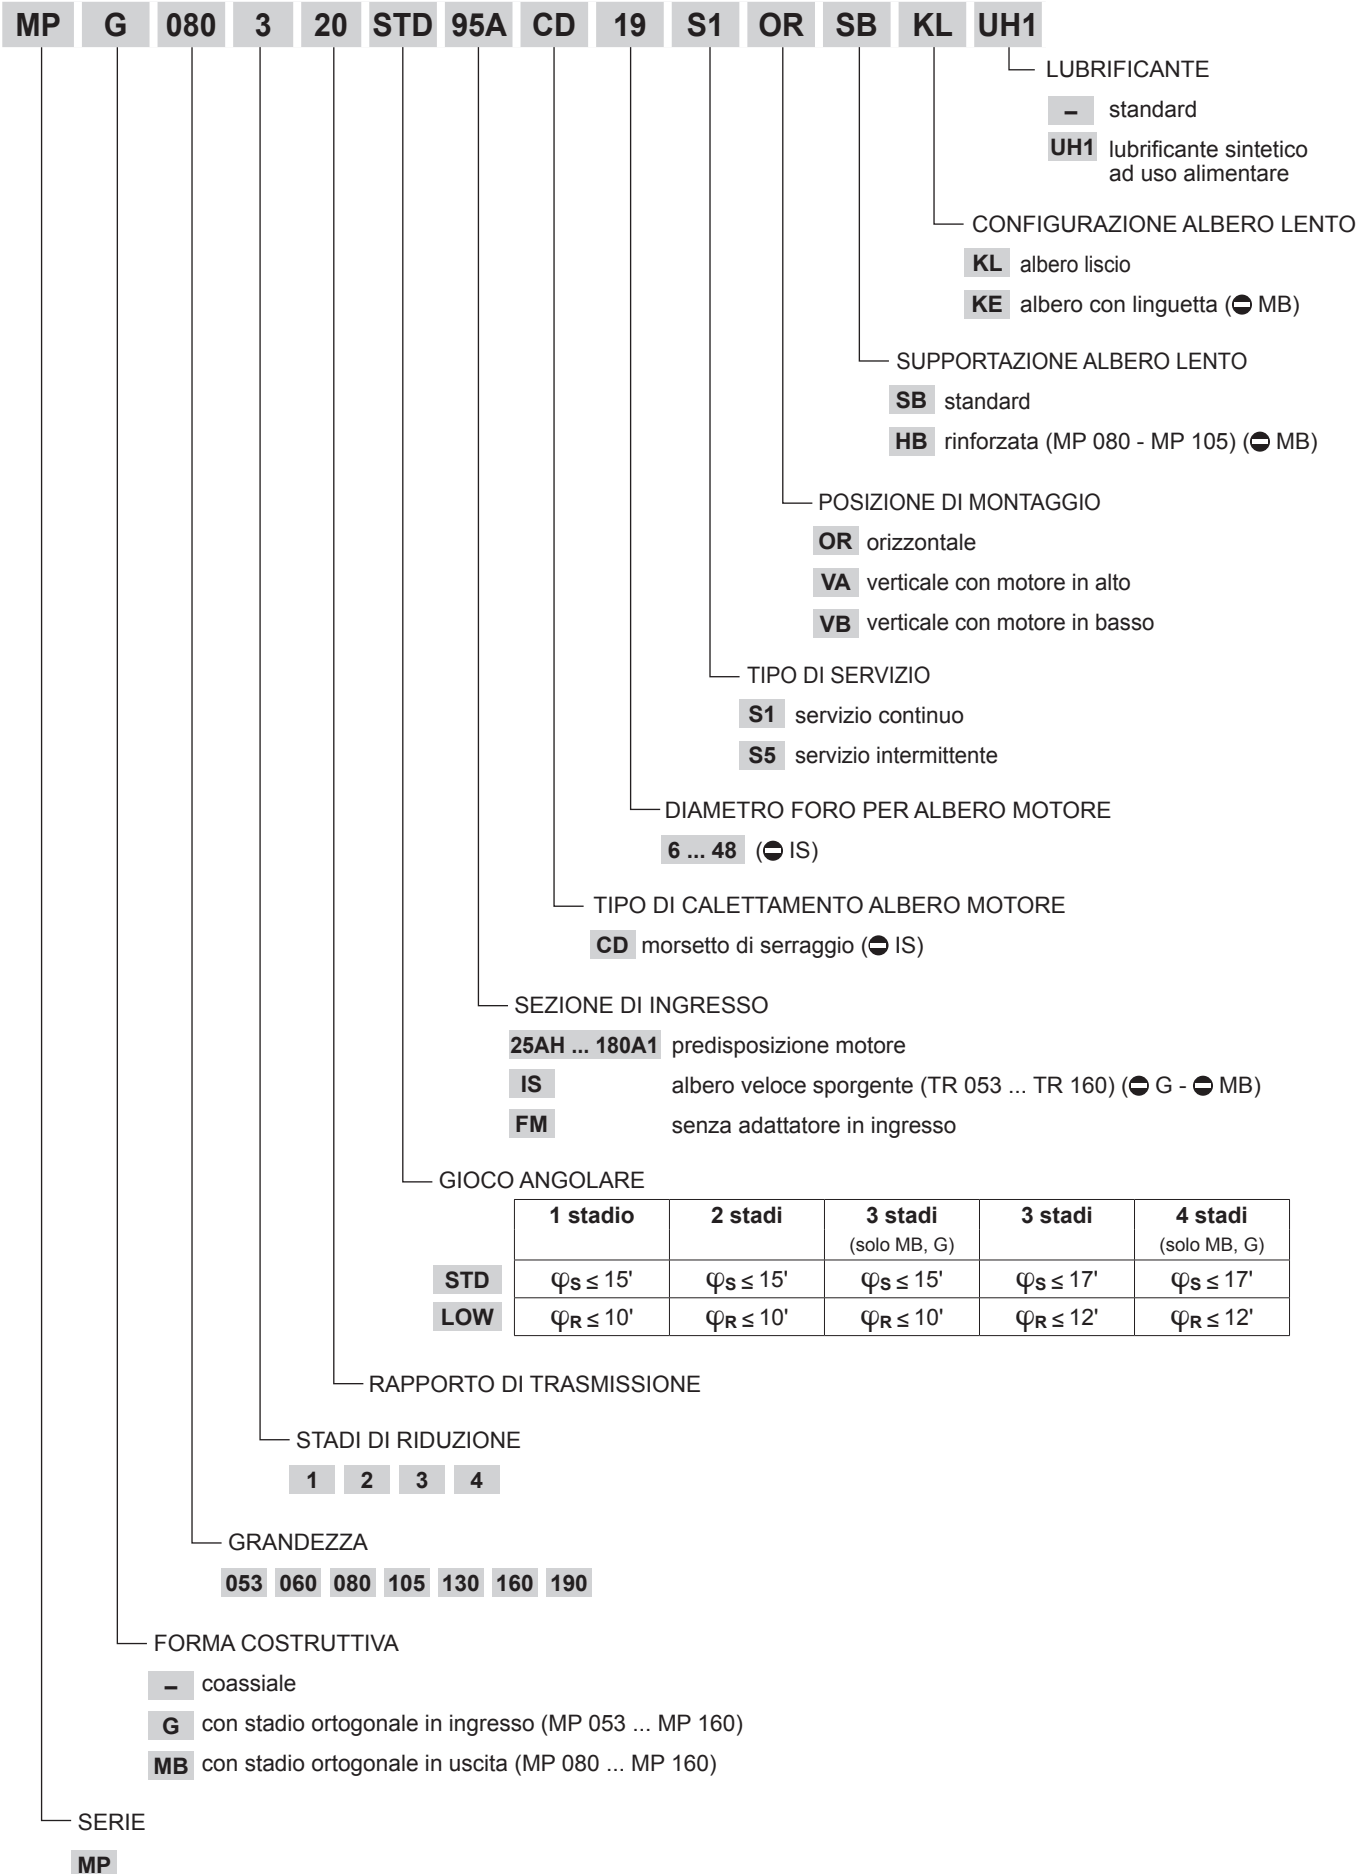 MP G 080 3 20 STD 95A CD 19 S1 OR SB KL UH1
LUBRIFICANTE
– standard
UH1 lubrificante sintetico
ad uso alimentare
CONFIGURAZIONE ALBERO LENTO
KL albero liscio
KE albero con linguetta (⛔ MB)
SUPPORTAZIONE ALBERO LENTO
SB standard
HB rinforzata (MP 080 - MP 105) (⛔ MB)
POSIZIONE DI MONTAGGIO
OR orizzontale
VA verticale con motore in alto
VB verticale con motore in basso
TIPO DI SERVIZIO
S1 servizio continuo
S5 servizio intermittente
DIAMETRO FORO PER ALBERO MOTORE
6 ... 48 (⛔ IS)
TIPO DI CALETTAMENTO ALBERO MOTORE
CD morsetto di serraggio (⛔ IS)
SEZIONE DI INGRESSO
25AH ... 180A1 predisposizione motore
IS albero veloce sporgente (TR 053 ... TR 160) (⛔ G - ⛔ MB)
FM senza adattatore in ingresso
GIOCO ANGOLARE
1 stadio 2 stadi 3 stadi 3 stadi 4 stadi
(solo MB, G) (solo MB, G)
STD φS ≤ 15' φS ≤ 15' φS ≤ 15' φS ≤ 17' φS ≤ 17'
LOW φR ≤ 10' φR ≤ 10' φR ≤ 10' φR ≤ 12' φR ≤ 12'
RAPPORTO DI TRASMISSIONE
STADI DI RIDUZIONE
1 2 3 4
GRANDEZZA
053 060 080 105 130 160 190
FORMA COSTRUTTIVA
– coassiale
G con stadio ortogonale in ingresso (MP 053 ... MP 160)
MB con stadio ortogonale in uscita (MP 080 ... MP 160)
SERIE
MP